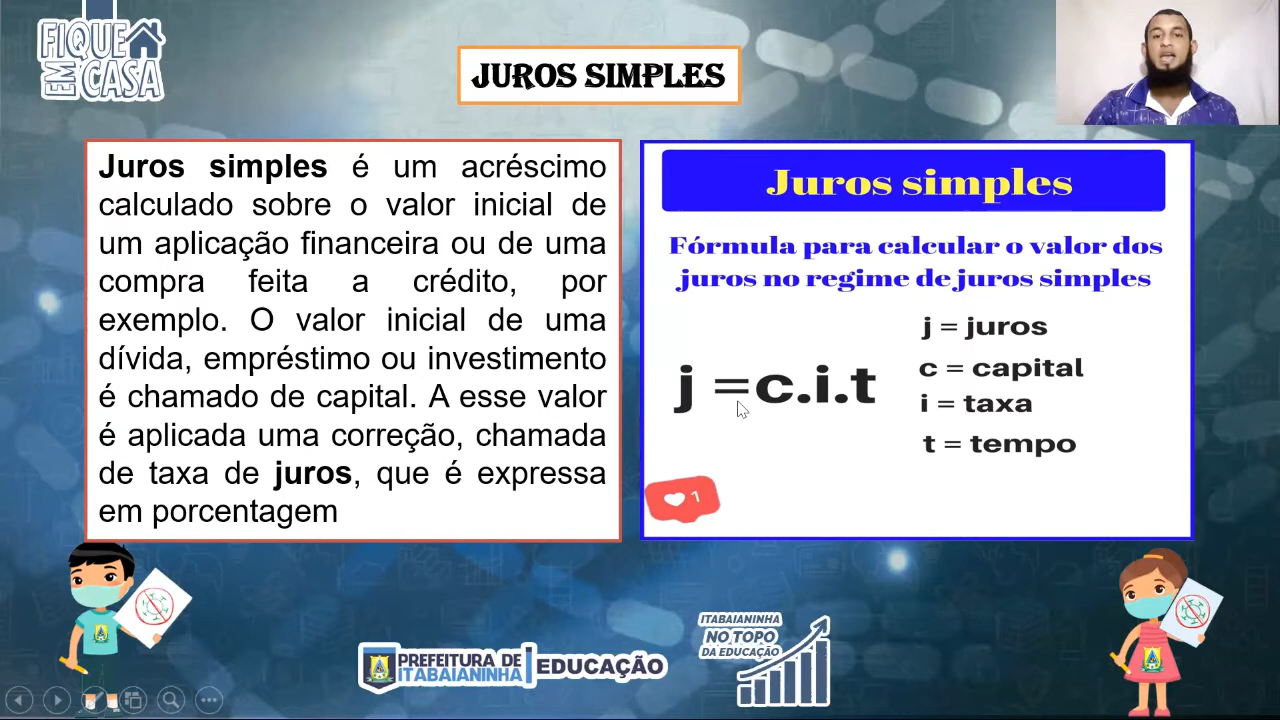 FIQUE
EM
CASA
JUROS SIMPLES
Juros simples é um acréscimo
calculado sobre o valor inicial de
um aplicação financeira ou de uma
compra feita a crédito, por
exemplo. O valor inicial de uma
dívida, empréstimo ou investimento
é chamado de capital. A esse valor
é aplicada uma correção, chamada
de taxa de juros, que é expressa
em porcentagem
Juros simples
Fórmula para calcular o valor dos
juros no regime de juros simples
j =c.i.t
j = juros
c = capital
i = taxa
t = tempo
1
PREFEITURA DE
ITABAIANINHA
EDUCAÇÃO
ITABAIANINHA
NO TOPO
DA EDUCAÇÃO